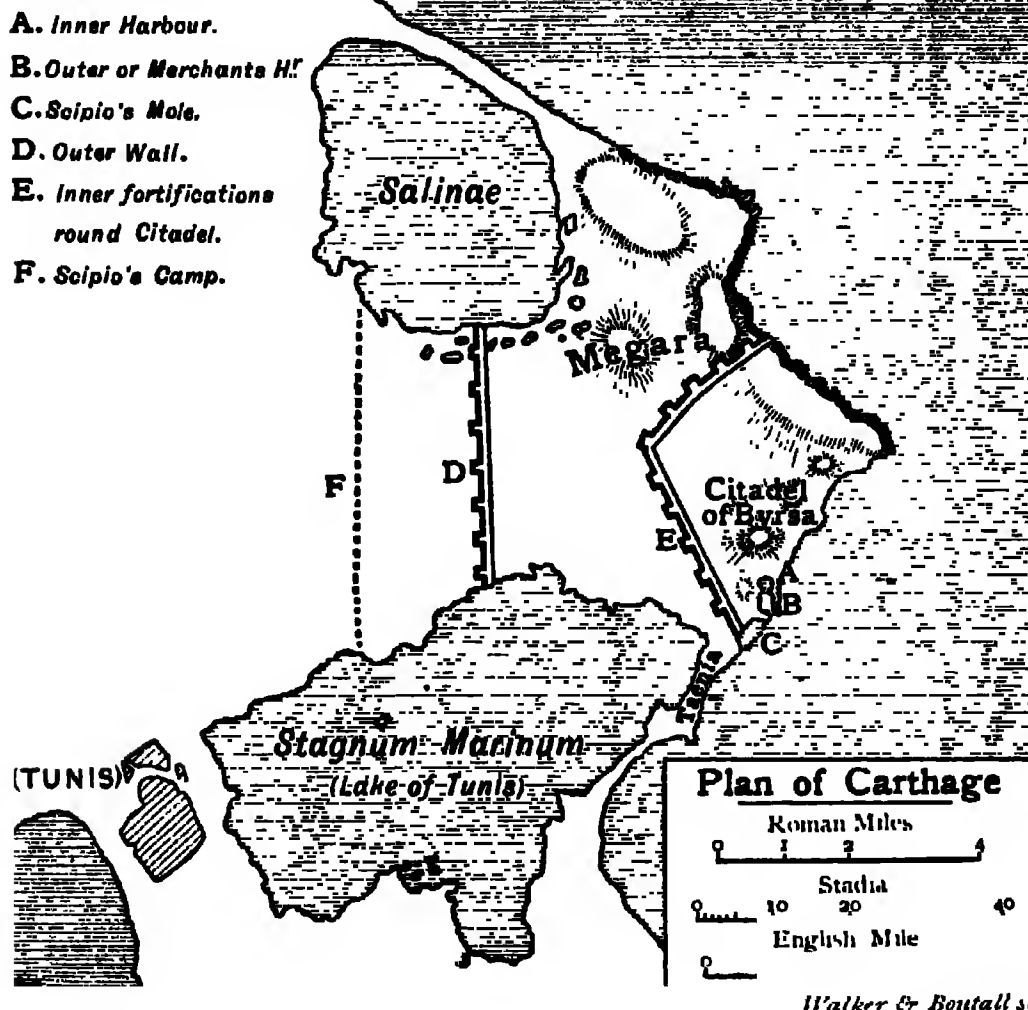 A. Inner Harbour.
B. Outer or Merchants Hr
C. Scipio's Mole.
D. Outer Wall.
E. Inner fortifications
round Citadel.
F. Scipio's Camp.
Salinae
Megara
F
D
Citadel
of Byrsa
E
A
B
C
Taenia
Stagnum Marinum
(Lake of Tunis)
(TUNIS)
Plan of Carthage
Roman Miles
0 1 2 4
Stadia
0 10 20 40
English Mile
0
Walker & Boutall s